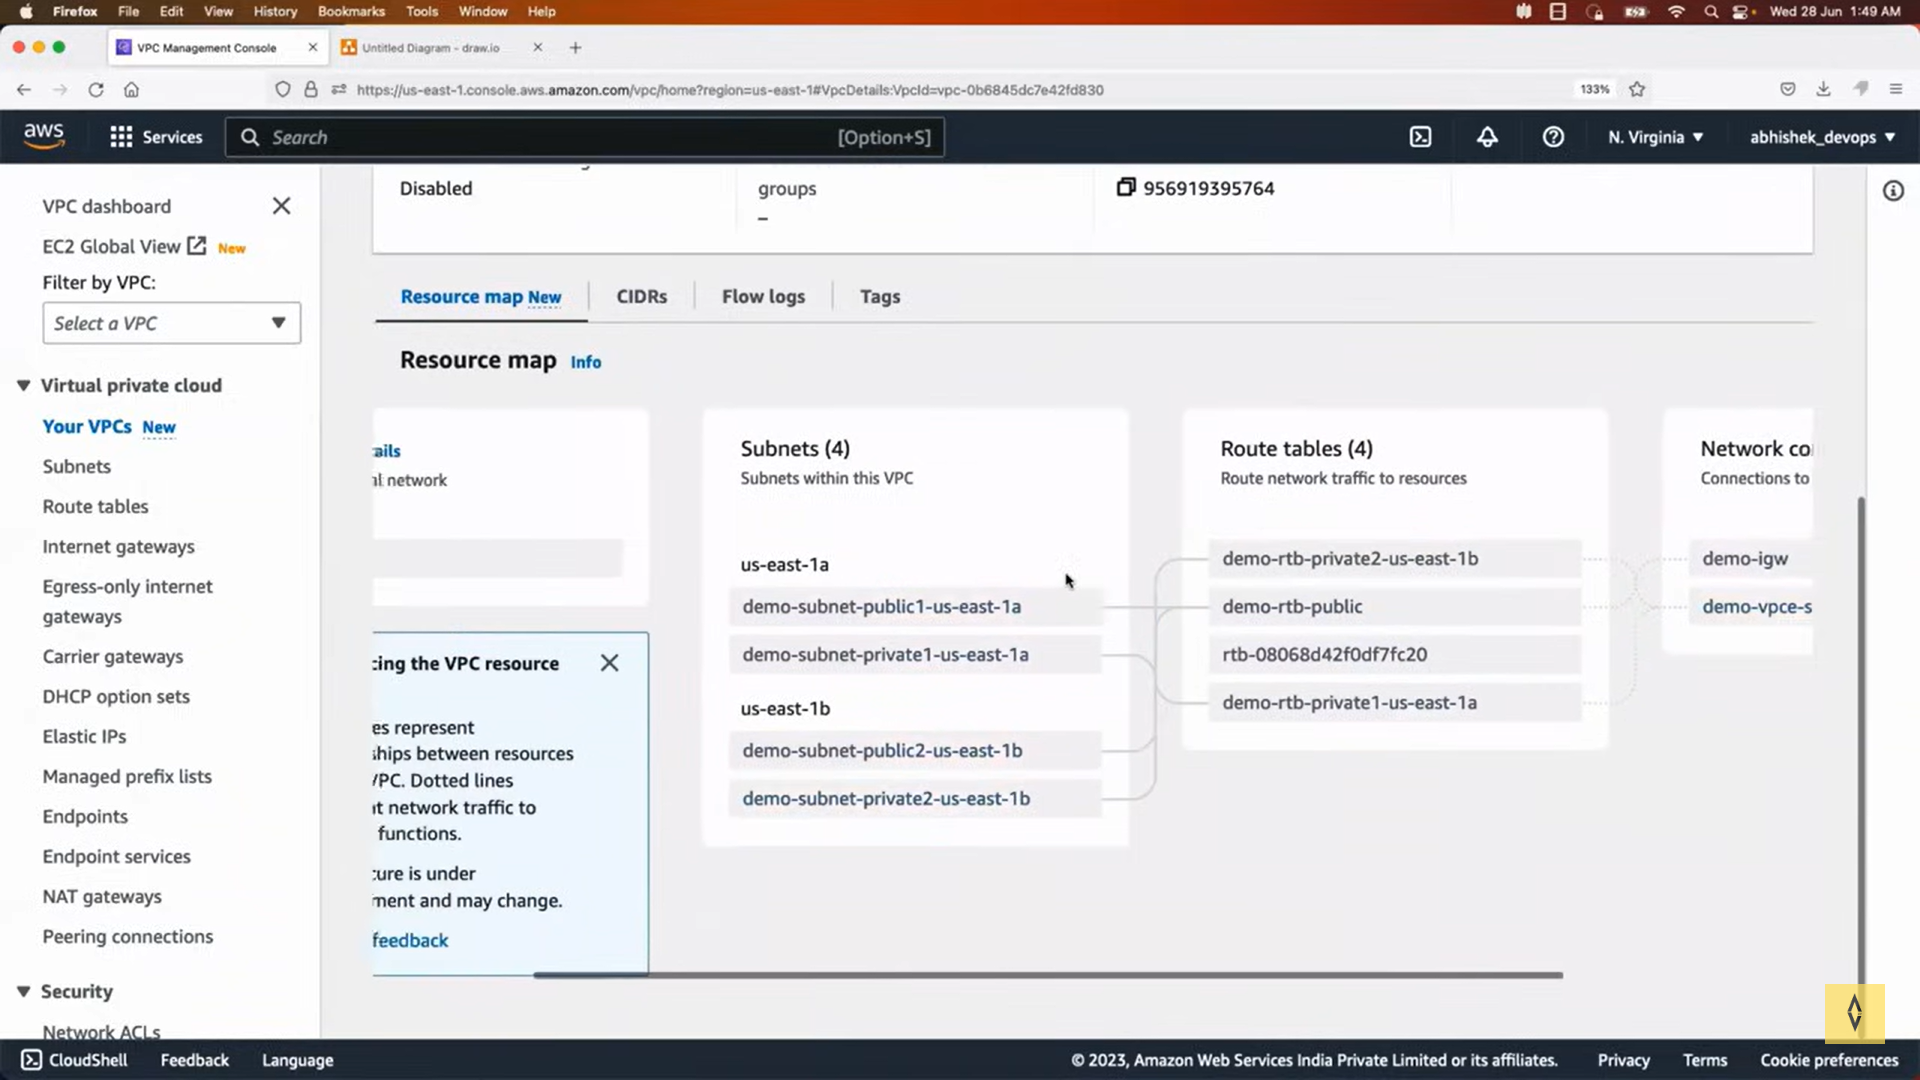 Firefox File Edit View History Bookmarks Tools Window Help
Wed 28 Jun 1:49 AM
VPC Management Console
Untitled Diagram - draw.io
https://us-east-1.console.aws.amazon.com/vpc/home?region=us-east-1#VpcDetails:VpcId=vpc-0b6845dc7e42fd830
133%
aws
Services
Search
[Option+S]
N. Virginia
abhishek_devops
VPC dashboard
EC2 Global View New
Filter by VPC:
Select a VPC
Virtual private cloud
Your VPCs New
Subnets
Route tables
Internet gateways
Egress-only internet
gateways
Carrier gateways
DHCP option sets
Elastic IPs
Managed prefix lists
Endpoints
Endpoint services
NAT gateways
Peering connections
Security
Network ACLs
Disabled
groups
–
956919395764
Resource map New
CIDRs
Flow logs
Tags
Resource map Info
ails
al network
cing the VPC resource
es represent
ships between resources
VPC. Dotted lines
nt network traffic to
functions.
ture is under
ment and may change.
feedback
Subnets (4)
Subnets within this VPC
us-east-1a
demo-subnet-public1-us-east-1a
demo-subnet-private1-us-east-1a
us-east-1b
demo-subnet-public2-us-east-1b
demo-subnet-private2-us-east-1b
Route tables (4)
Route network traffic to resources
demo-rtb-private2-us-east-1b
demo-rtb-public
rtb-08068d42f0df7fc20
demo-rtb-private1-us-east-1a
Network co
Connections to
demo-igw
demo-vpce-s
CloudShell
Feedback
Language
© 2023, Amazon Web Services India Private Limited or its affiliates.
Privacy
Terms
Cookie preferences